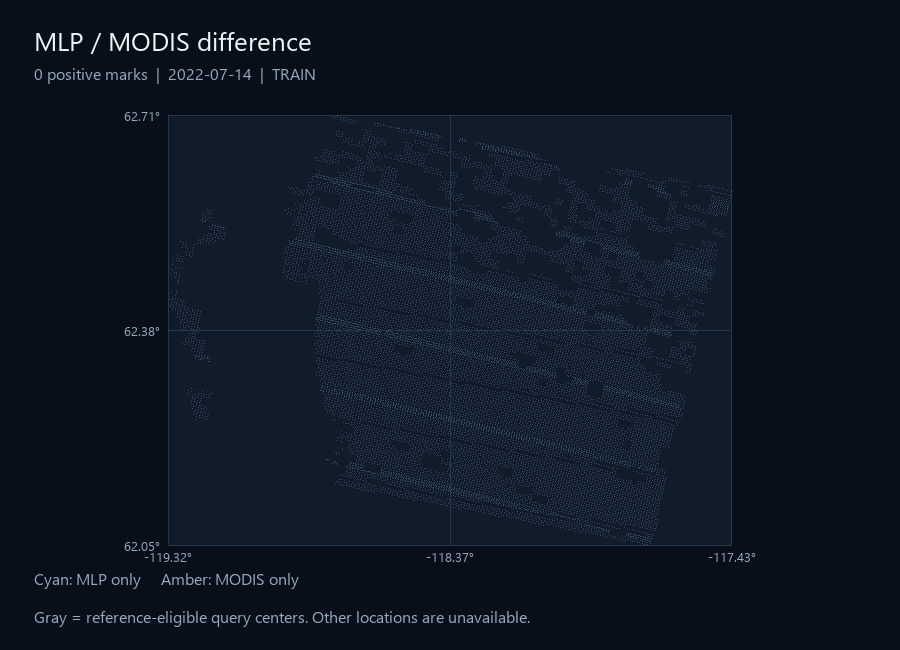 MLP / MODIS difference
0 positive marks | 2022-07-14 | TRAIN
62.71°
62.38°
62.05°
-119.32° -118.37° -117.43°
Cyan: MLP only Amber: MODIS only
Gray = reference-eligible query centers. Other locations are unavailable.